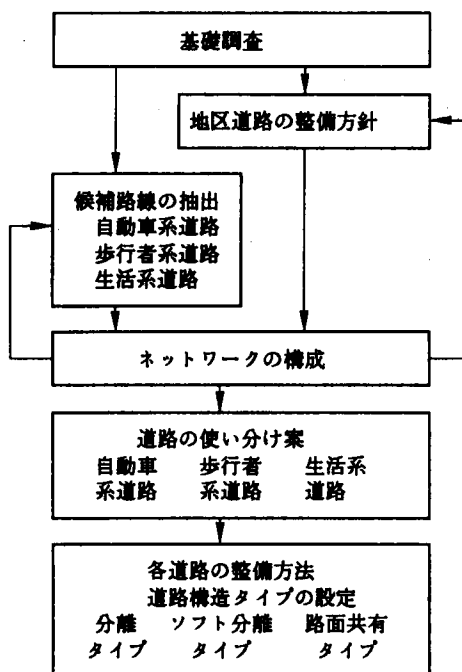 基礎調査
地区道路の整備方針
候補路線の抽出
自動車系道路
歩行者系道路
生活系道路
ネットワークの構成
道路の使い分け案
自動車 歩行者 生活系
系道路 系道路 道路
各道路の整備方法
道路構造タイプの設定
分離 ソフト分離 路面共有
タイプ タイプ タイプ